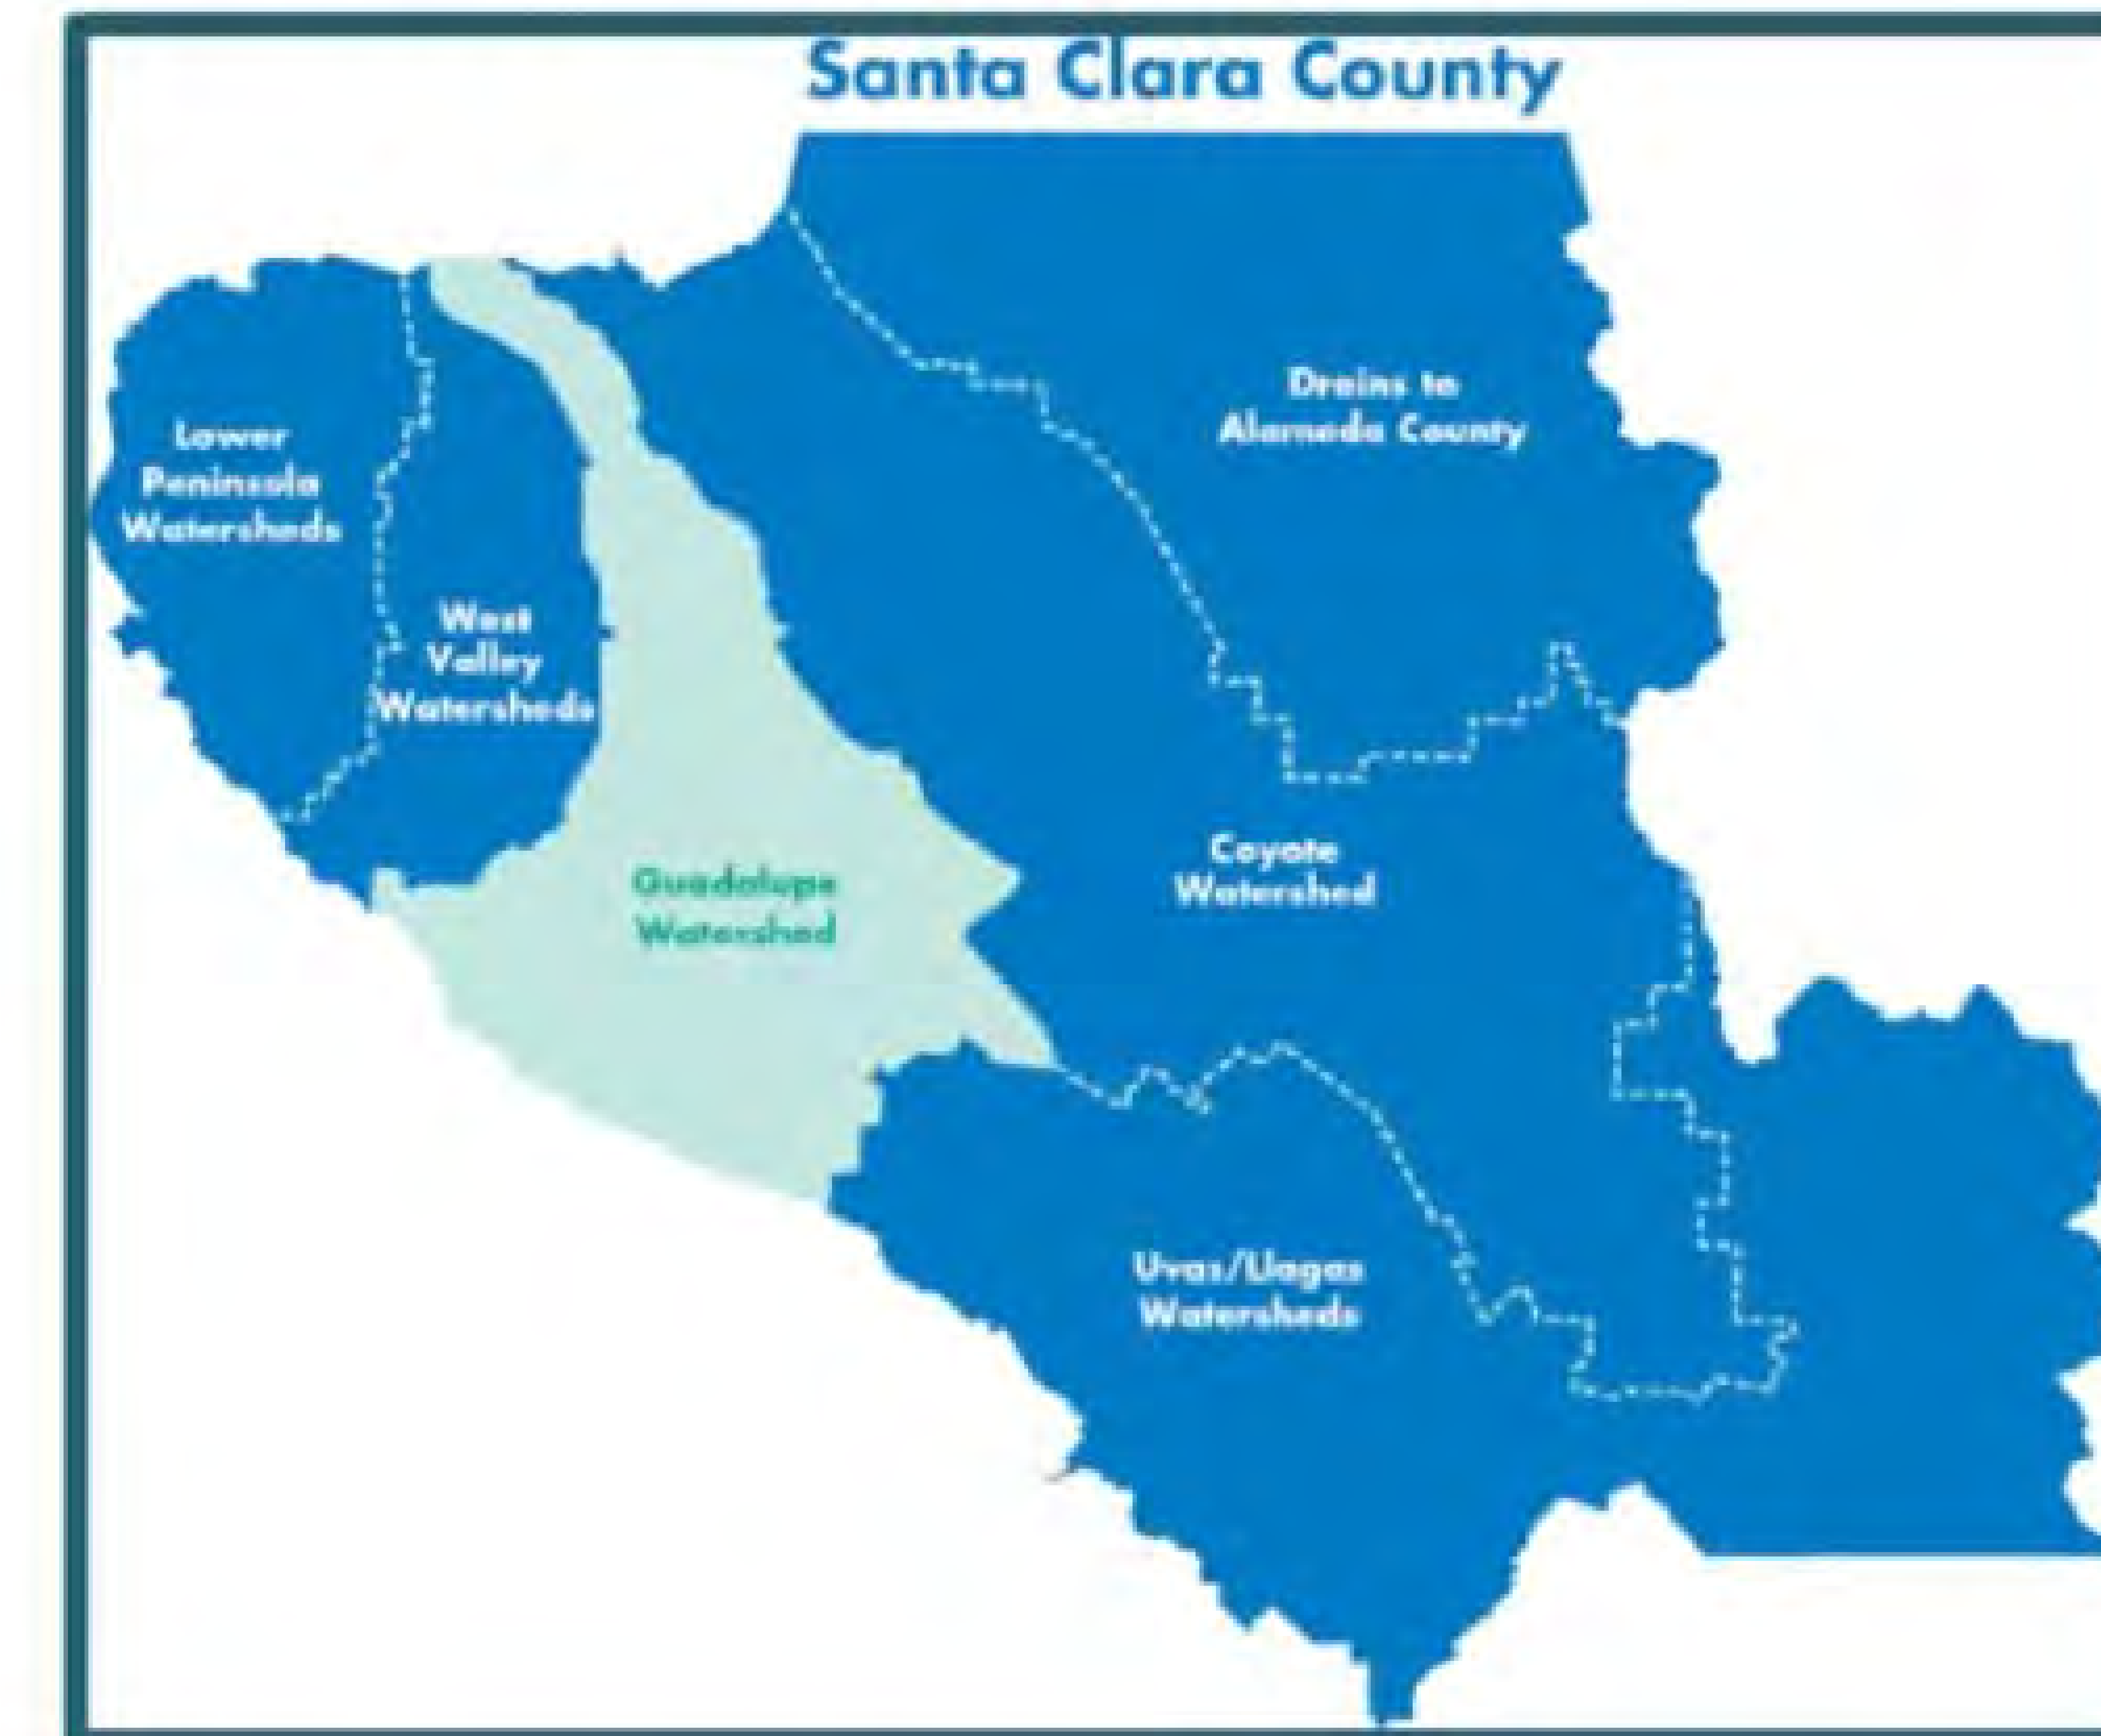 Santa Clara County
Drains to
Alameda County
Lower
Peninsula
Watersheds
West
Valley
Watersheds
Guadalupe
Watershed
Coyote
Watershed
Uvas/Llagas
Watersheds